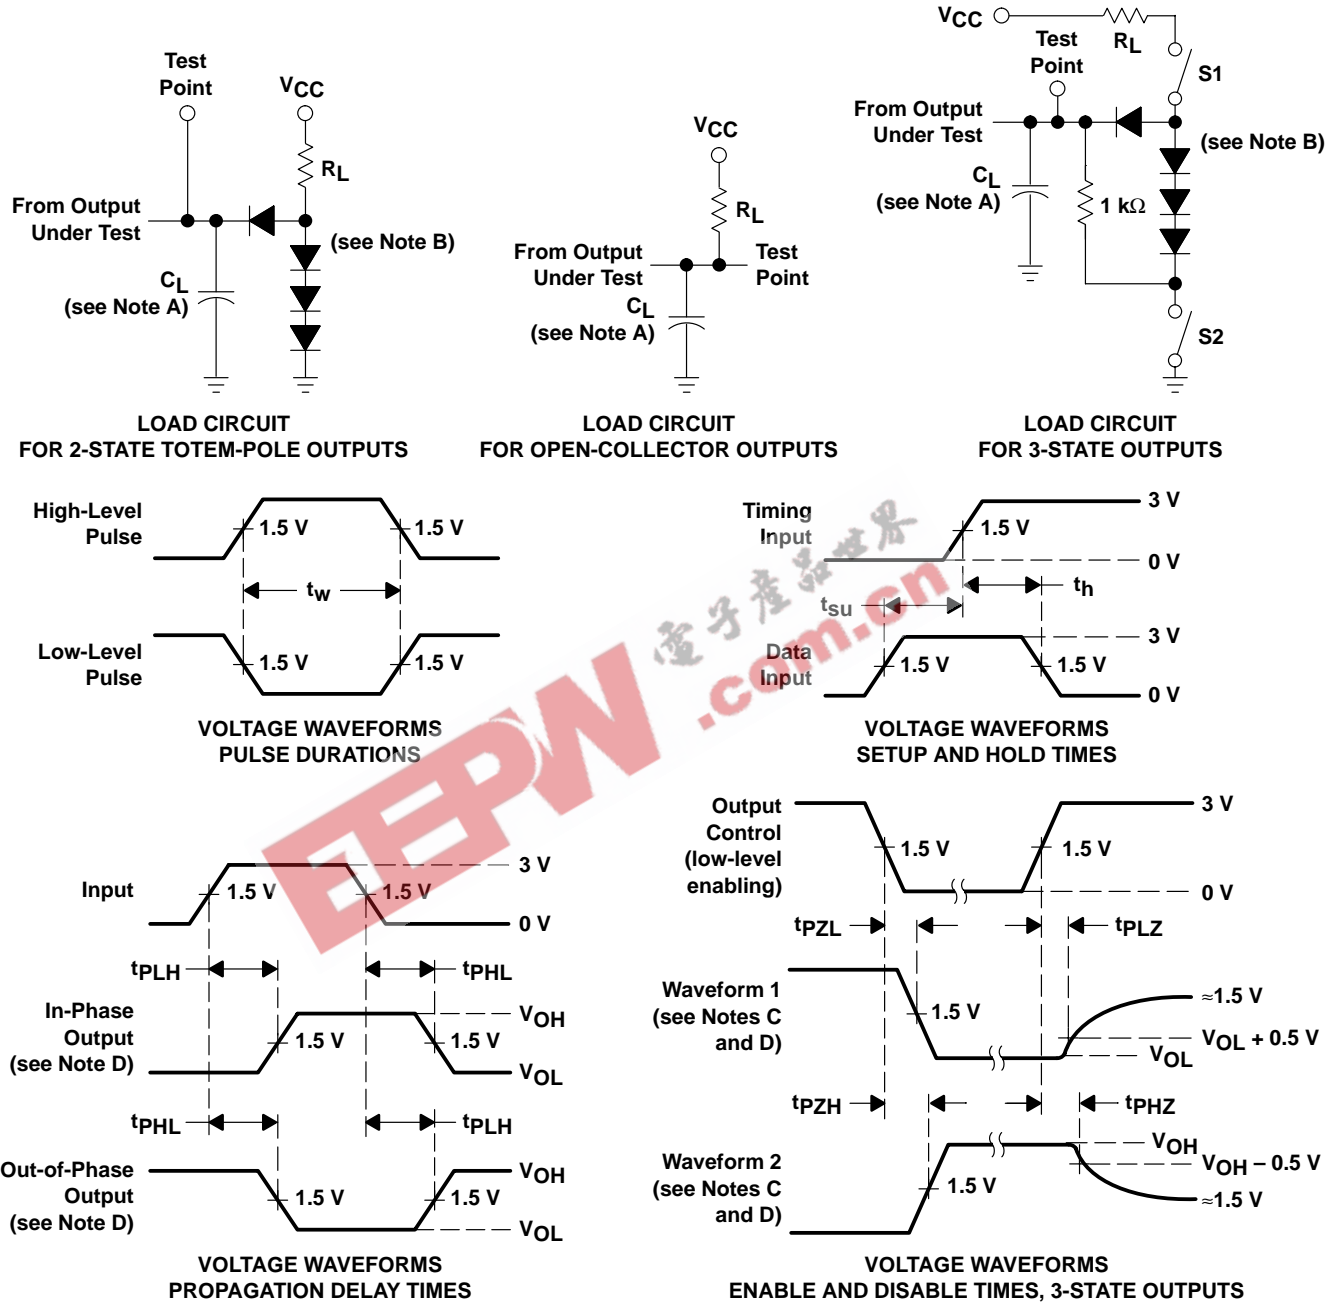 Test
Point
VCC
RL
From Output
Under Test
(see Note B)
CL
(see Note A)
LOAD CIRCUIT
FOR 2-STATE TOTEM-POLE OUTPUTS
VCC
RL
From Output
Under Test
Test
Point
CL
(see Note A)
LOAD CIRCUIT
FOR OPEN-COLLECTOR OUTPUTS
VCC
RL
Test
Point
S1
From Output
Under Test
(see Note B)
CL
(see Note A)
1 kΩ
S2
LOAD CIRCUIT
FOR 3-STATE OUTPUTS
High-Level
Pulse
1.5 V
1.5 V
tw
Low-Level
Pulse
1.5 V
1.5 V
VOLTAGE WAVEFORMS
PULSE DURATIONS
Timing
Input
3 V
1.5 V
0 V
th
tsu
Data
Input
3 V
1.5 V
1.5 V
0 V
VOLTAGE WAVEFORMS
SETUP AND HOLD TIMES
電子產品世界
EEPW.com.cn
Input
3 V
1.5 V
1.5 V
0 V
tPLH
tPHL
In-Phase
Output
(see Note D)
VOH
1.5 V
1.5 V
VOL
tPHL
tPLH
Out-of-Phase
Output
(see Note D)
VOH
1.5 V
1.5 V
VOL
VOLTAGE WAVEFORMS
PROPAGATION DELAY TIMES
Output
Control
(low-level
enabling)
3 V
1.5 V
1.5 V
0 V
tPZL
tPLZ
Waveform 1
(see Notes C
and D)
1.5 V
≈1.5 V
VOL + 0.5 V
VOL
tPZH
tPHZ
Waveform 2
(see Notes C
and D)
1.5 V
VOH
VOH – 0.5 V
≈1.5 V
VOLTAGE WAVEFORMS
ENABLE AND DISABLE TIMES, 3-STATE OUTPUTS